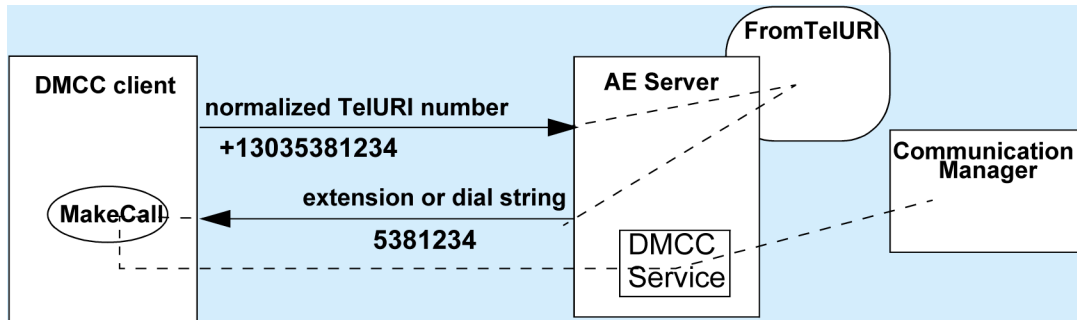 FromTelURI
DMCC client
AE Server
normalized TelURI number
+13035381234
Communication
Manager
extension or dial string
MakeCall
5381234
DMCC
Service